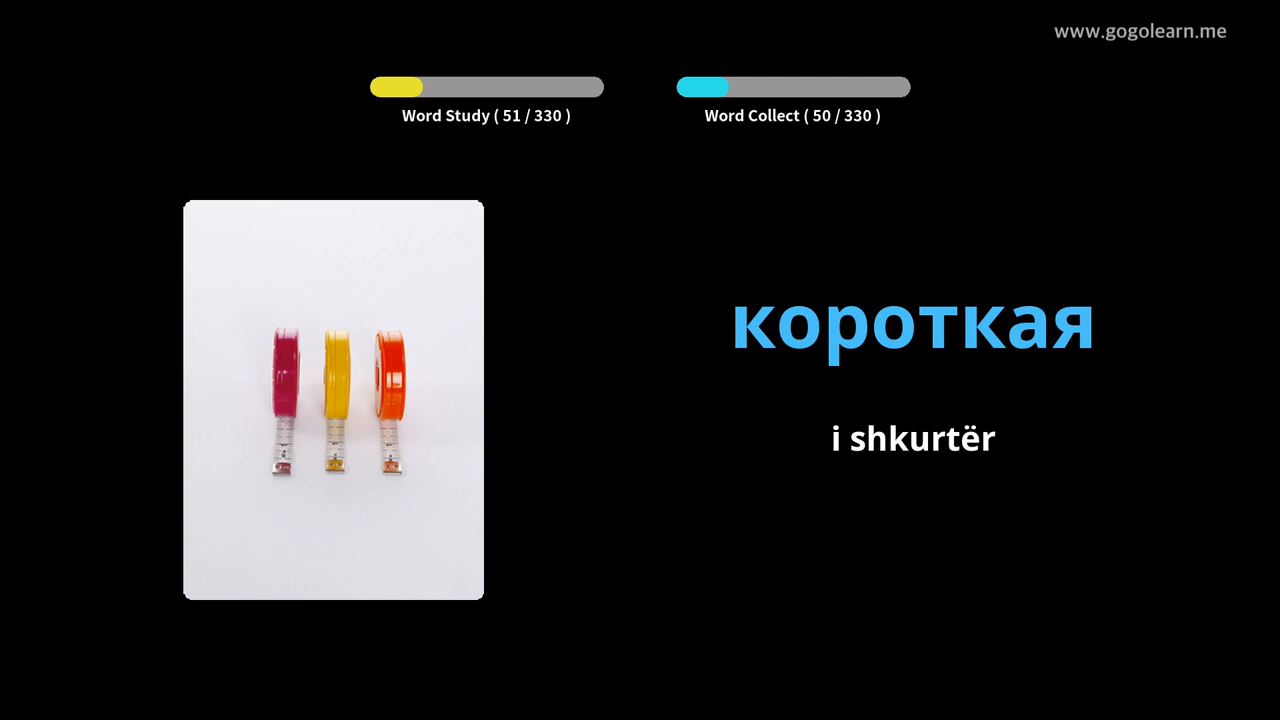 www.gogolearn.me
Word Study ( 51 / 330 )
Word Collect ( 50 / 330 )
короткая
i shkurtër